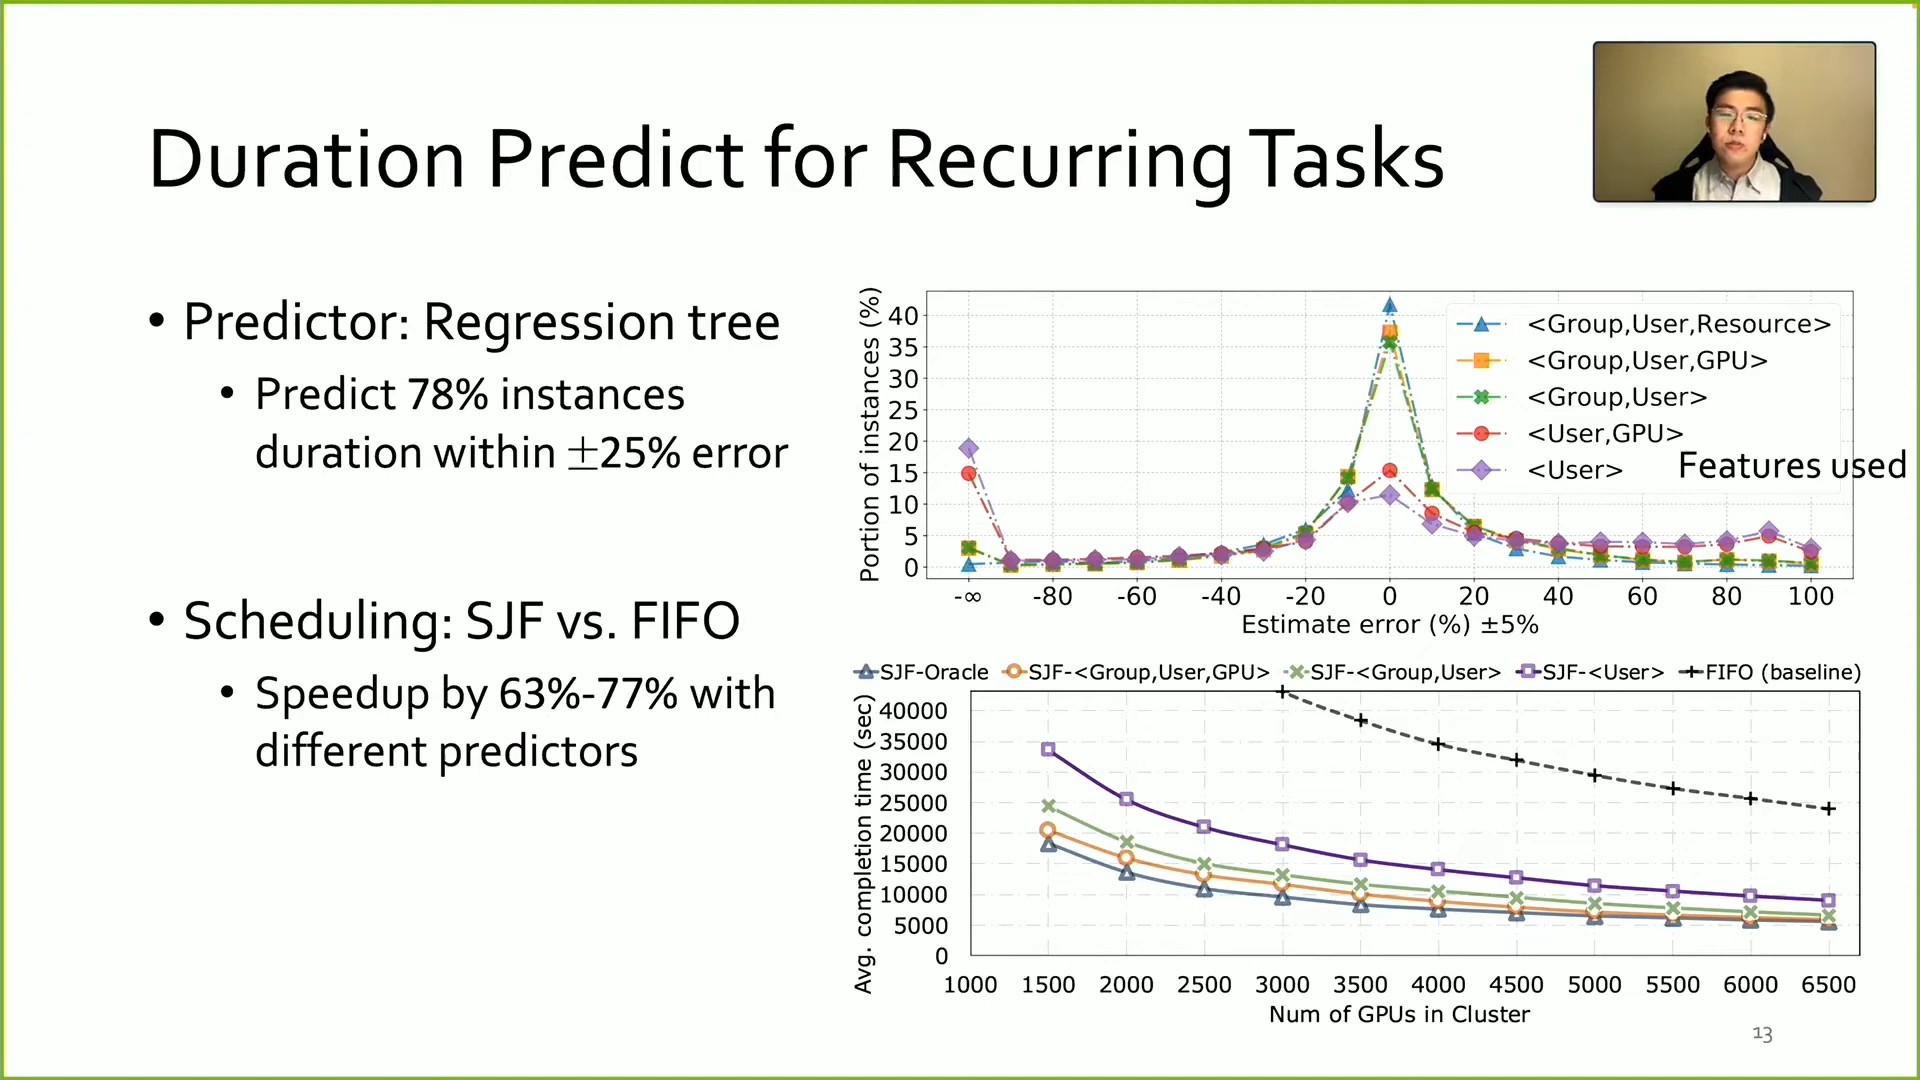 Duration Predict for Recurring Tasks
• Predictor: Regression tree
• Predict 78% instances
duration within ±25% error
• Scheduling: SJF vs. FIFO
• Speedup by 63%-77% with
different predictors
Portion of instances (%)
40
35
30
25
20
15
10
5
0
<Group,User,Resource>
<Group,User,GPU>
<Group,User>
<User,GPU>
<User>
Features used
-∞ -80 -60 -40 -20 0 20 40 60 80 100
Estimate error (%) ±5%
SJF-Oracle SJF-<Group,User,GPU> SJF-<Group,User> SJF-<User> FIFO (baseline)
Avg. completion time (sec)
40000
35000
30000
25000
20000
15000
10000
5000
0
1000 1500 2000 2500 3000 3500 4000 4500 5000 5500 6000 6500
Num of GPUs in Cluster
13